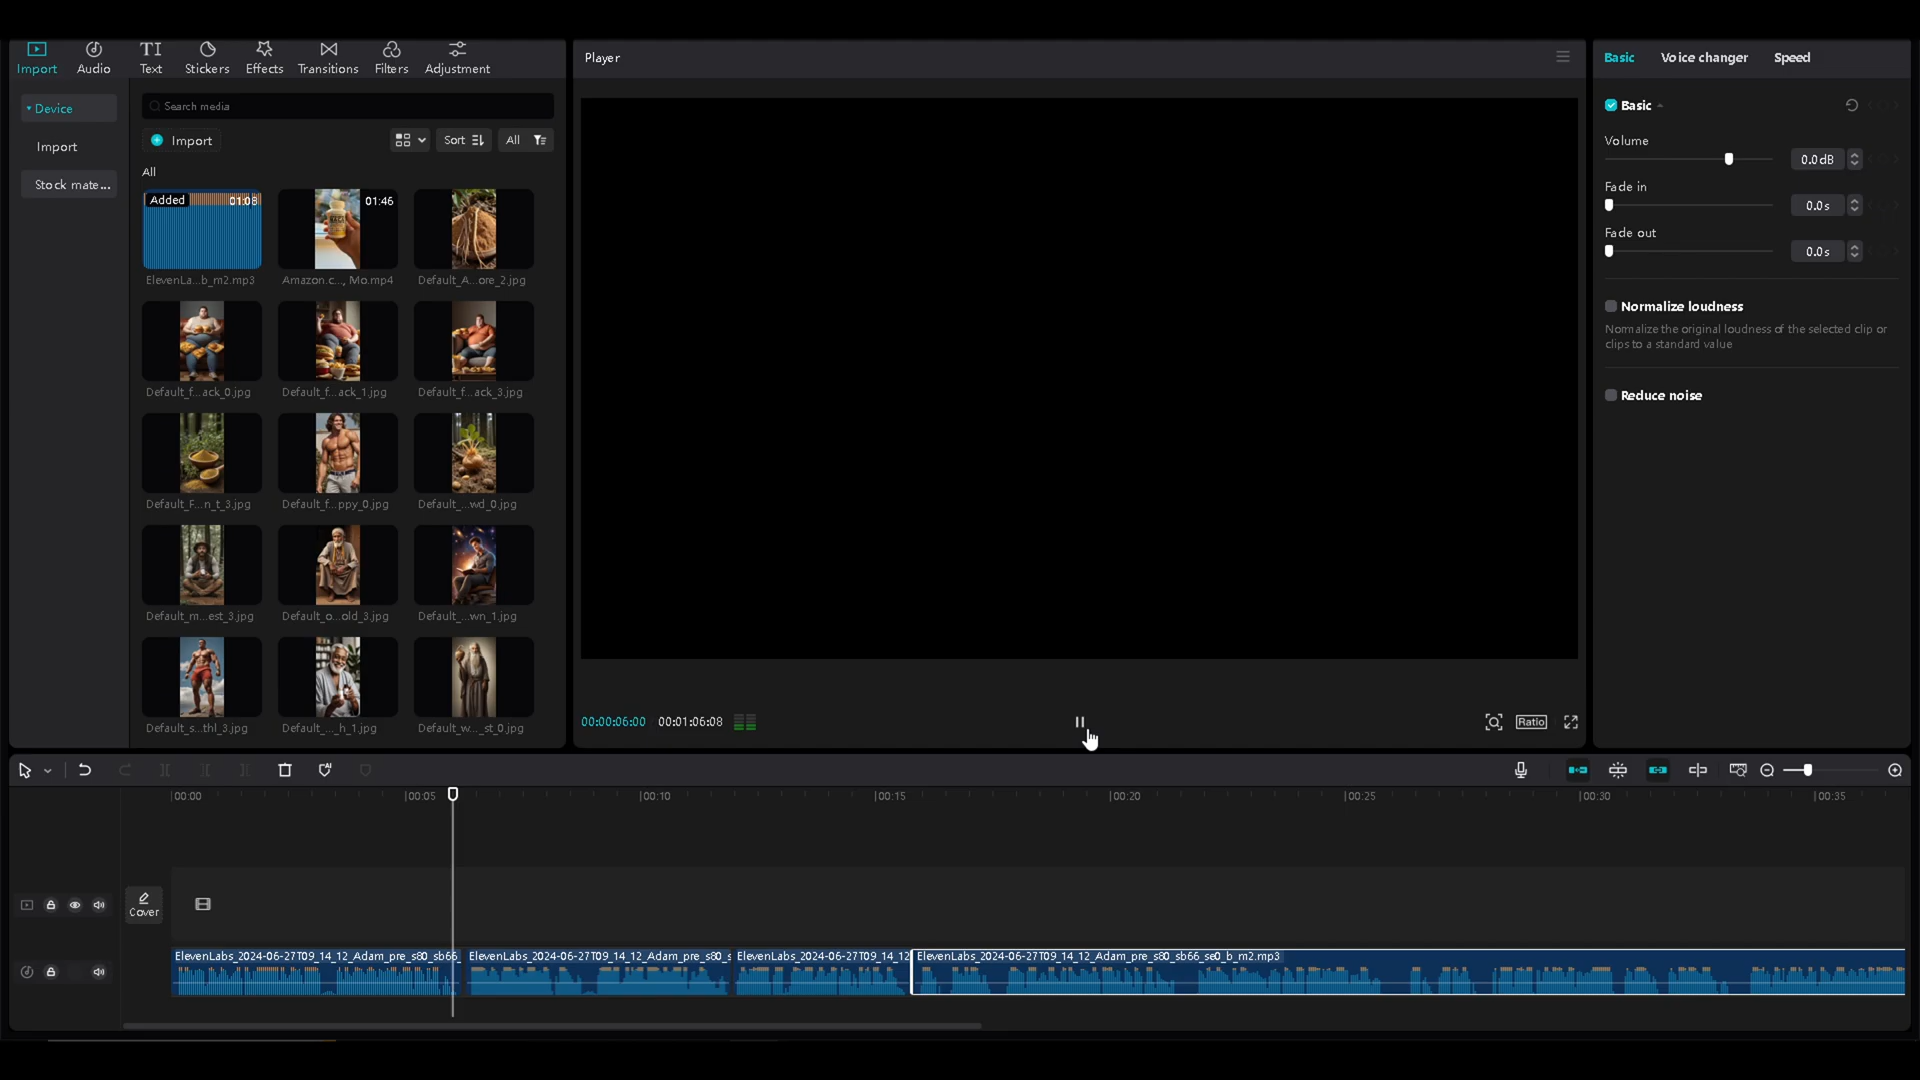 Import
Audio
Text
Stickers
Effects
Transitions
Filters
Adjustment
Device
Import
Stock mate...
Search media
Import
Sort
All
All
Added
01:08
01:46
ElevenLa...b_m2.mp3
Amazon.c..., Mo.mp4
Default_A...ore_2.jpg
Default_f...ack_0.jpg
Default_f...ack_1.jpg
Default_f...ack_3.jpg
Default_F...n_t_3.jpg
Default_f...ppy_0.jpg
Default_...wd_0.jpg
Default_m...est_3.jpg
Default_o...old_3.jpg
Default_...wn_1.jpg
Default_s...thl_3.jpg
Default_..._h_1.jpg
Default_w..._st_0.jpg
Player
00:00:06:00
00:01:06:08
Ratio
Basic
Voice changer
Speed
Basic
Volume
0.0dB
Fade in
0.0s
Fade out
0.0s
Normalize loudness
Normalize the original loudness of the selected clip or
clips to a standard value
Reduce noise
00:00
00:05
00:10
00:15
00:20
00:25
00:30
00:35
Cover
ElevenLabs_2024-06-27T09_14_12_Adam_pre_s80_sb66
ElevenLabs_2024-06-27T09_14_12_Adam_pre_s80_s
ElevenLabs_2024-06-27T09_14_12
ElevenLabs_2024-06-27T09_14_12_Adam_pre_s80_sb66_se0_b_m2.mp3